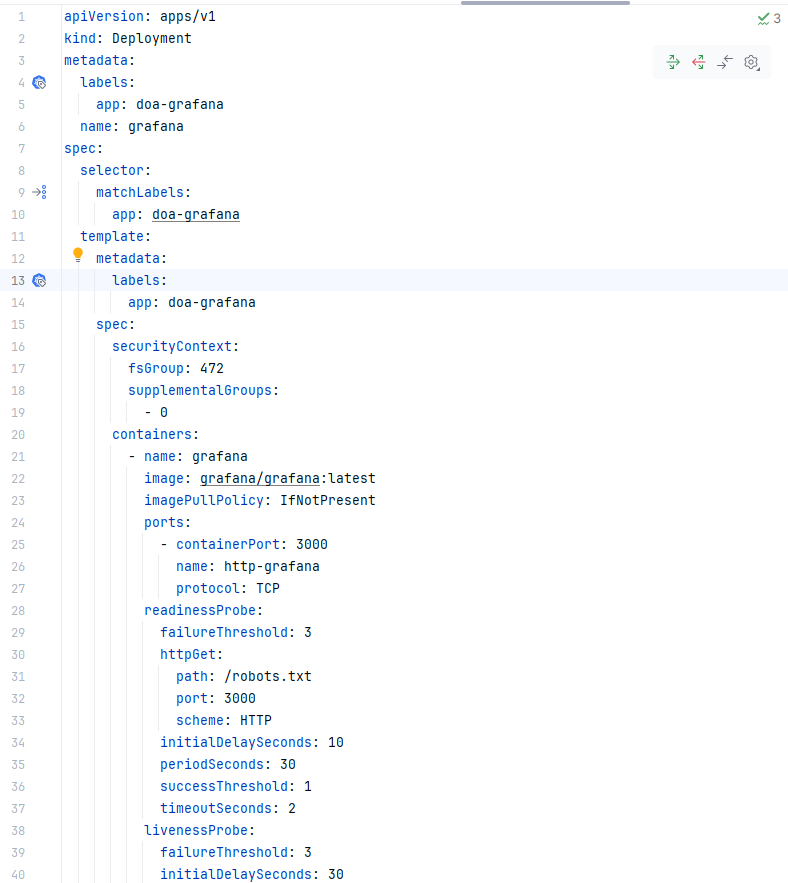 3
1 apiVersion: apps/v1
2 kind: Deployment
3 metadata:
4   labels:
5     app: doa-grafana
6   name: grafana
7 spec:
8   selector:
9     matchLabels:
10       app: doa-grafana
11   template:
12     metadata:
13       labels:
14         app: doa-grafana
15     spec:
16       securityContext:
17         fsGroup: 472
18         supplementalGroups:
19           - 0
20       containers:
21         - name: grafana
22           image: grafana/grafana:latest
23           imagePullPolicy: IfNotPresent
24           ports:
25             - containerPort: 3000
26               name: http-grafana
27               protocol: TCP
28           readinessProbe:
29             failureThreshold: 3
30             httpGet:
31               path: /robots.txt
32               port: 3000
33               scheme: HTTP
34             initialDelaySeconds: 10
35             periodSeconds: 30
36             successThreshold: 1
37             timeoutSeconds: 2
38           livenessProbe:
39             failureThreshold: 3
40             initialDelaySeconds: 30